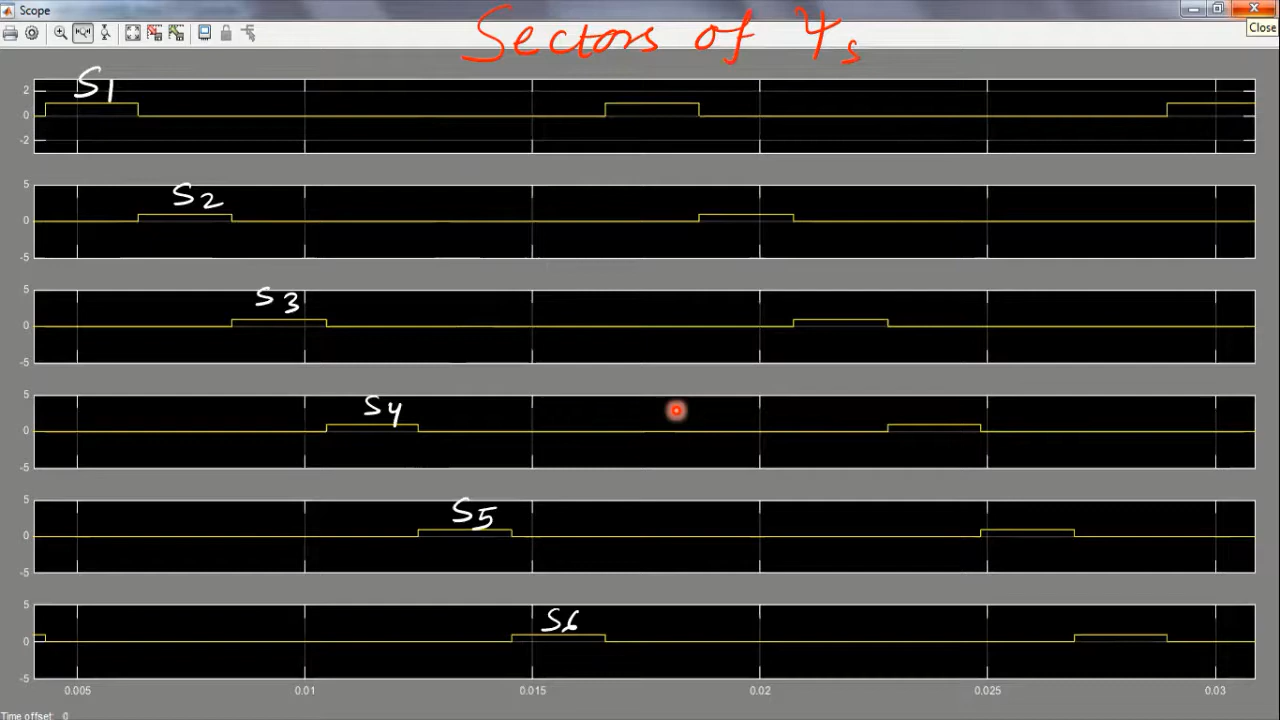 Scope
Close
Sectors of Ψs
S1
2
0
-2
S2
5
0
-5
S3
5
0
-5
S4
5
0
-5
S5
5
0
-5
S6
5
0
-5
0.005 0.01 0.015 0.02 0.025 0.03
Time offset: 0